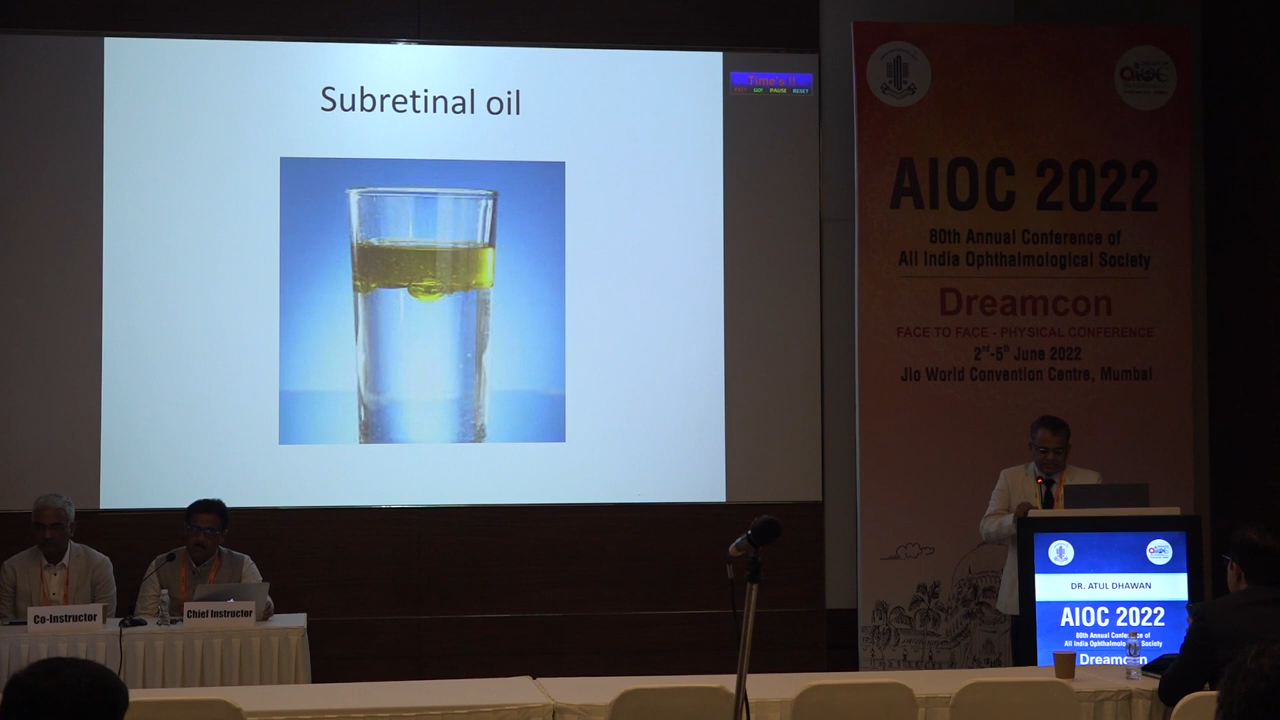 Subretinal oil
Time's !!
GO! PAUSE RESET
AIOC 2022
80th Annual Conference of
All India Ophthalmological Society
Dreamcon
FACE TO FACE - PHYSICAL CONFERENCE
2nd-5th June 2022
Jio World Convention Centre, Mumbai
Co-Instructor
Chief Instructor
DR. ATUL DHAWAN
AIOC 2022
80th Annual Conference of
All India Ophthalmological Society
Dreamcon